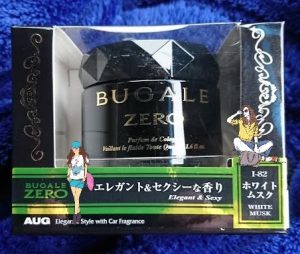 BUGALE
ZERO
Parfum de Cologne
BUGALE
ZERO
エレガント&セクシーな香り
Elegant & Sexy
I-82
ホワイト
ムスク
WHITE
MUSK
AUG
Elegant Style with Car Fragrance